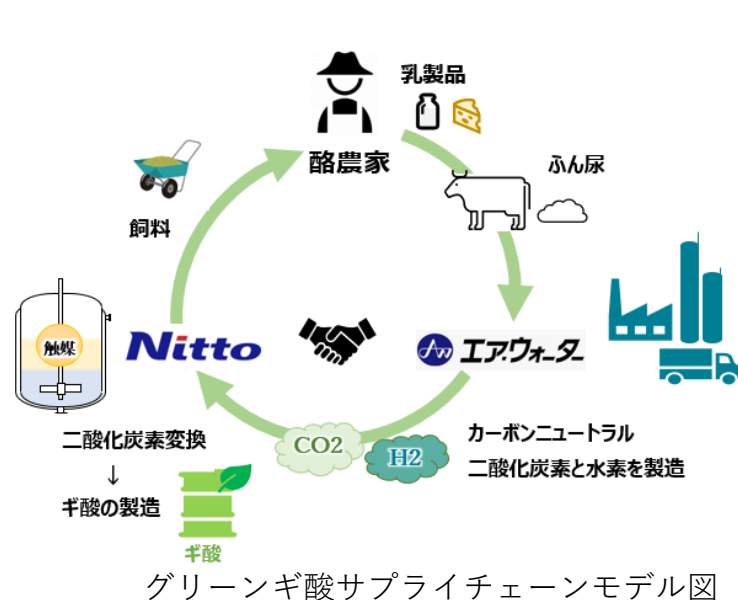 乳製品
酪農家
ふん尿
飼料
触媒
Nitto
エア・ウォーター
CO2
H2
カーボンニュートラル
二酸化炭素と水素を製造
二酸化炭素変換
↓
ギ酸の製造
ギ酸
グリーンギ酸サプライチェーンモデル図